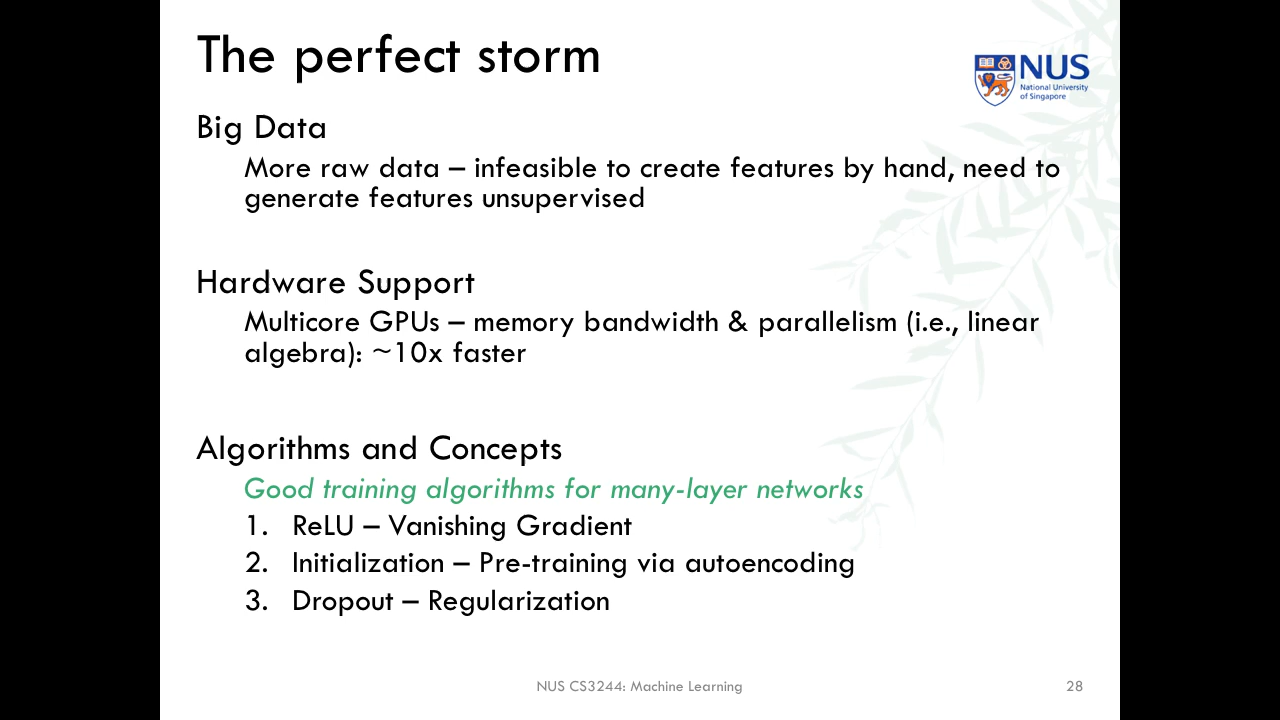 The perfect storm
NUS
National University
of Singapore
Big Data
More raw data – infeasible to create features by hand, need to
generate features unsupervised
Hardware Support
Multicore GPUs – memory bandwidth & parallelism (i.e., linear
algebra): ~10x faster
Algorithms and Concepts
Good training algorithms for many-layer networks
1. ReLU – Vanishing Gradient
2. Initialization – Pre-training via autoencoding
3. Dropout – Regularization
NUS CS3244: Machine Learning
28